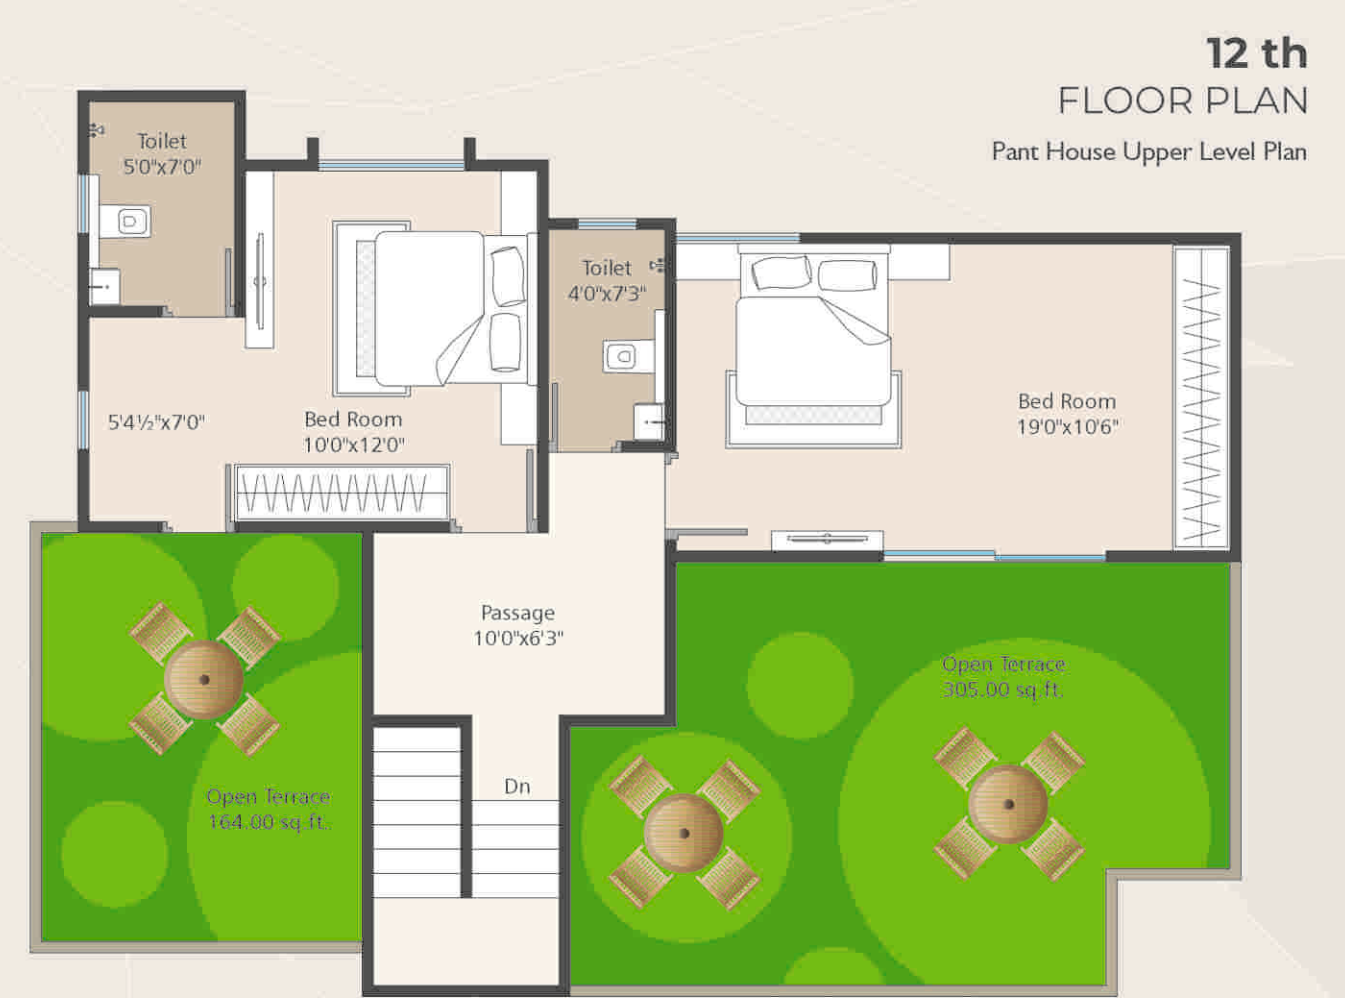 12 th
FLOOR PLAN
Pant House Upper Level Plan
Toilet
5'0"x7'0"
Toilet
4'0"x7'3"
5'4½"x7'0"
Bed Room
10'0"x12'0"
Bed Room
19'0"x10'6"
Passage
10'0"x6'3"
Open Terrace
305.00 sq.ft.
Dn
Open Terrace
164.00 sq.ft.